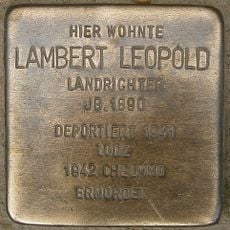 HIER WOHNTE
LAMBERT LEOPOLD
LANDRICHTER
JG. 1890
DEPORTIERT 1941
LODZ
1942 CHELMNO
ERMORDET